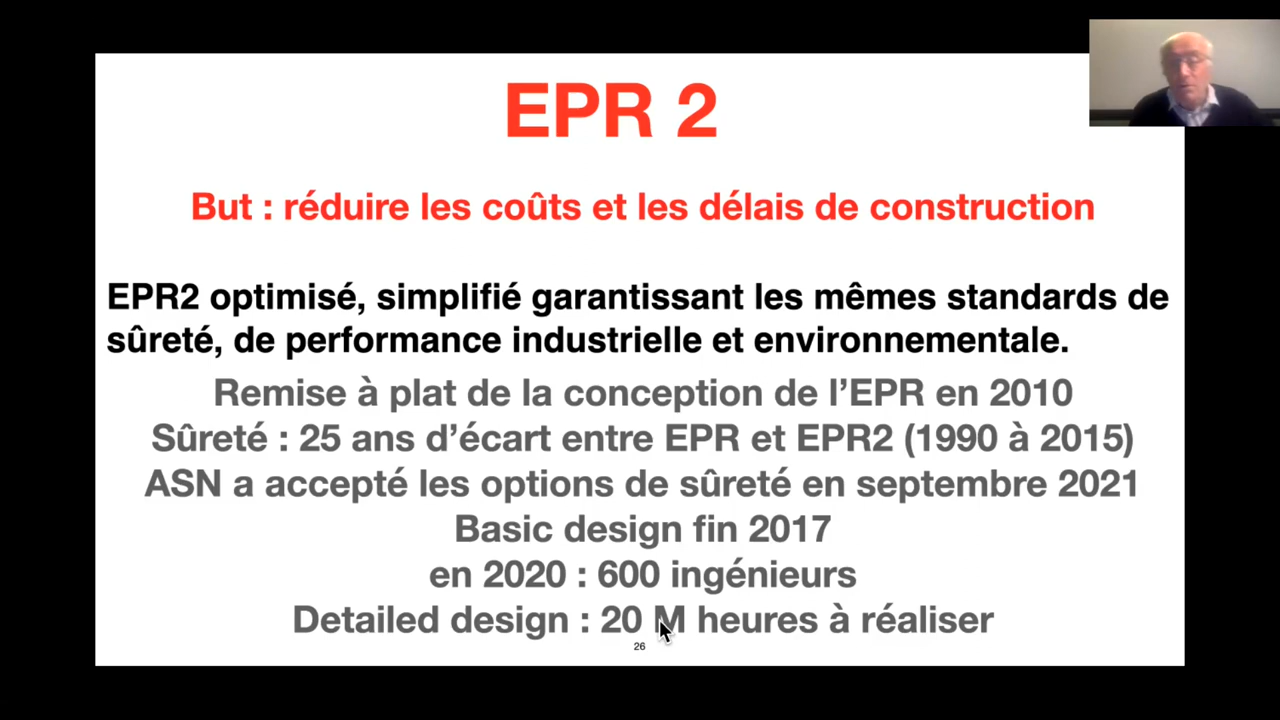 EPR 2
But : réduire les coûts et les délais de construction
EPR2 optimisé, simplifié garantissant les mêmes standards de
sûreté, de performance industrielle et environnementale.
Remise à plat de la conception de l’EPR en 2010
Sûreté : 25 ans d’écart entre EPR et EPR2 (1990 à 2015)
ASN a accepté les options de sûreté en septembre 2021
Basic design fin 2017
en 2020 : 600 ingénieurs
Detailed design : 20 M heures à réaliser
26